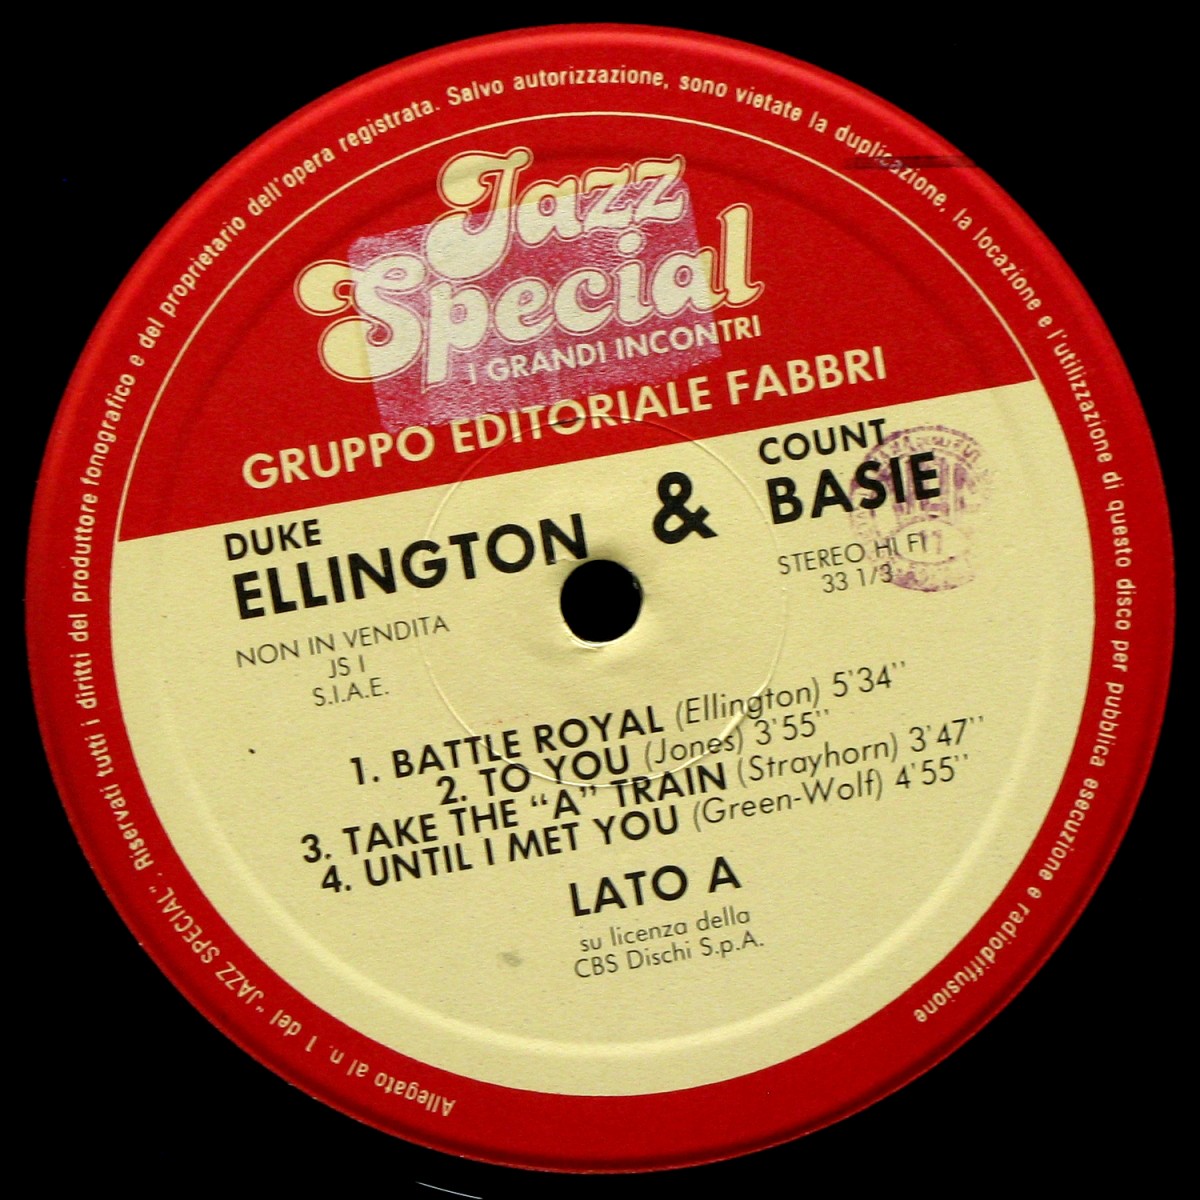 Allegato al n. 1 del "JAZZ SPECIAL". Riservati tutti i diritti del produttore fonografico e del proprietario dell'opera registrata. Salvo autorizzazione, sono vietate la duplicazione, la locazione e l'utilizzazione di questo disco per pubblica esecuzione e radiodiffusione
Jazz
Special
I GRANDI INCONTRI
GRUPPO EDITORIALE FABBRI
DUKE
ELLINGTON & COUNT
BASIE
NON IN VENDITA
JS I
S.I.A.E.
STEREO HI FI
33 1/3
1. BATTLE ROYAL (Ellington) 5'34''
2. TO YOU (Jones) 3'55''
3. TAKE THE "A" TRAIN (Strayhorn) 3'47''
4. UNTIL I MET YOU (Green-Wolf) 4'55''
LATO A
su licenza della
CBS Dischi S.p.A.